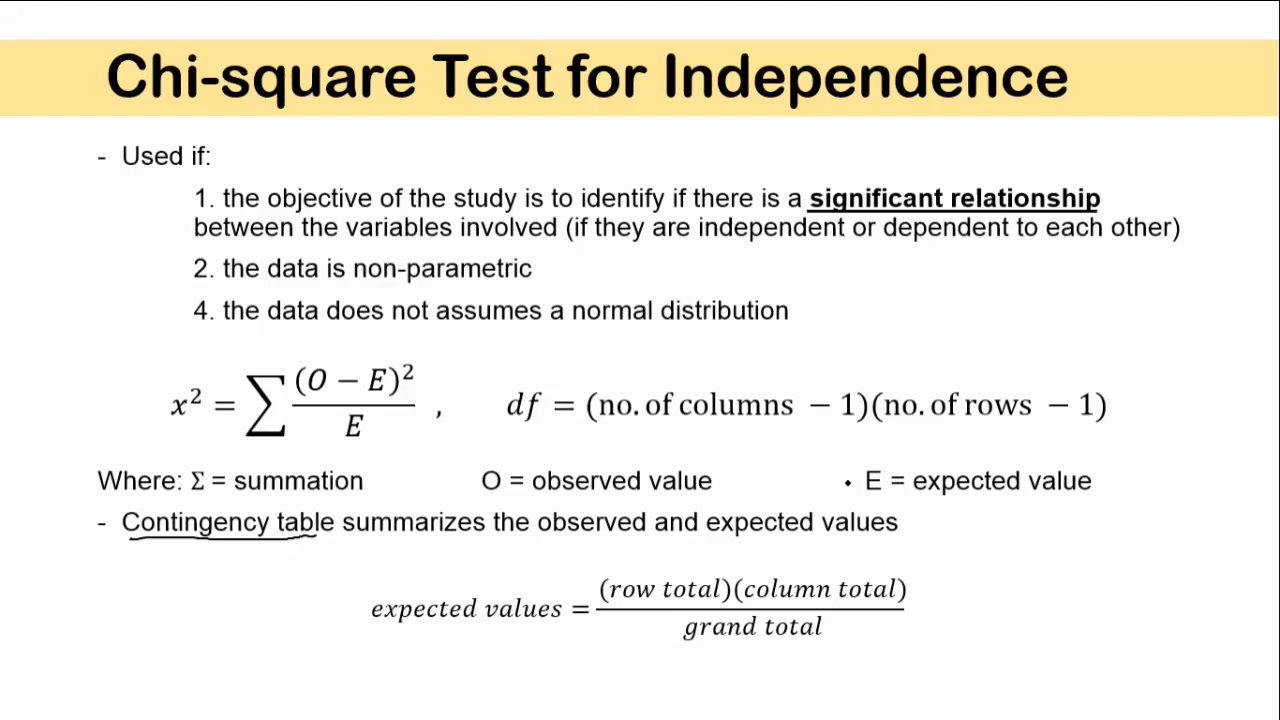 Chi-square Test for Independence
- Used if:
1. the objective of the study is to identify if there is a significant relationship
between the variables involved (if they are independent or dependent to each other)
2. the data is non-parametric
4. the data does not assumes a normal distribution
x² = ∑ (O − E)² / E , df = (no. of columns − 1)(no. of rows − 1)
Where: Σ = summation O = observed value E = expected value
- Contingency table summarizes the observed and expected values
expected values = (row total)(column total) / grand total